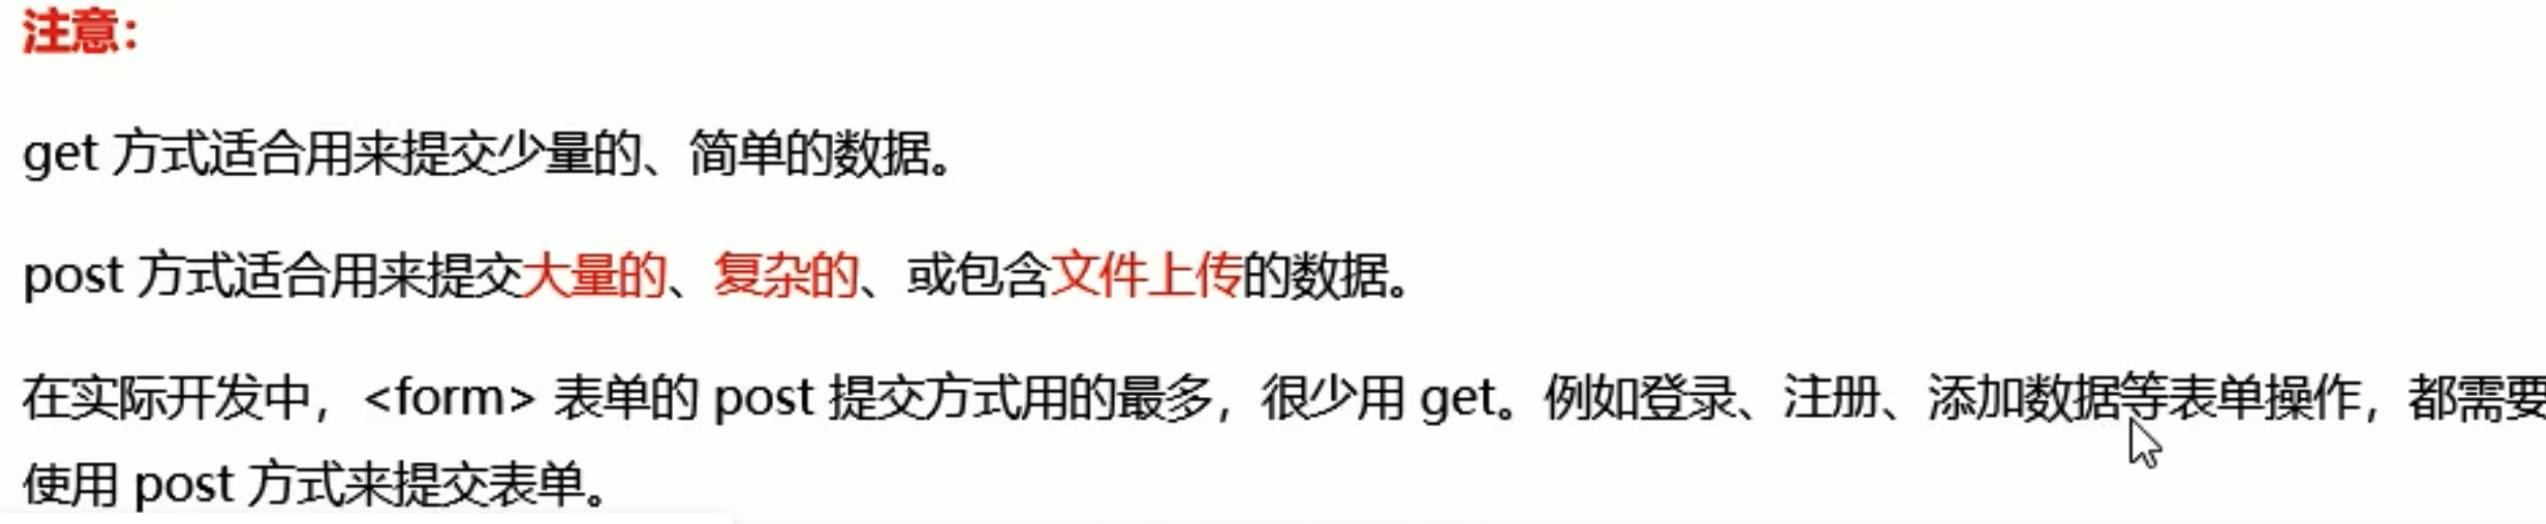 注意：
get 方式适合用来提交少量的、简单的数据。
post 方式适合用来提交大量的、复杂的、或包含文件上传的数据。
在实际开发中，<form> 表单的 post 提交方式用的最多，很少用 get。例如登录、注册、添加数据等表单操作，都需要
使用 post 方式来提交表单。